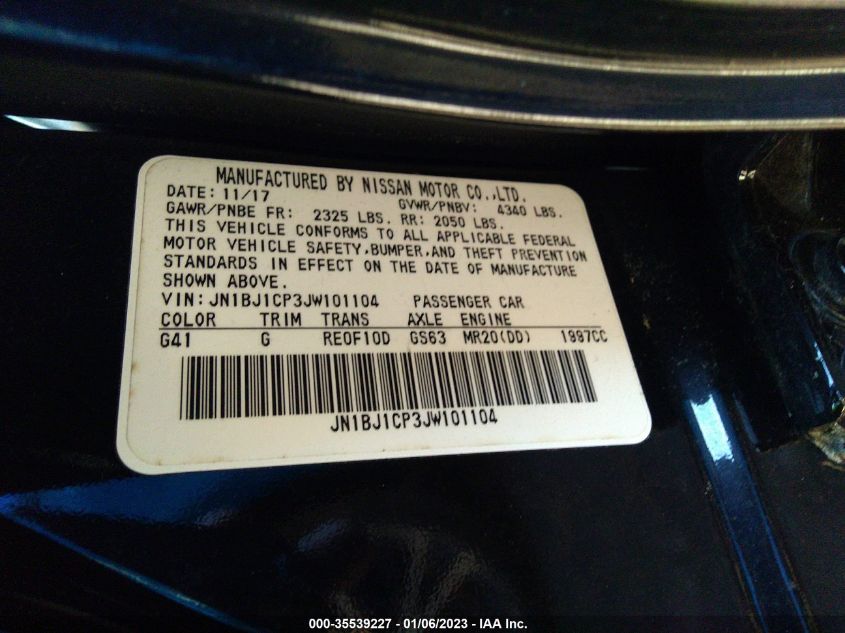 MANUFACTURED BY NISSAN MOTOR CO.,LTD.
DATE: 11/17 GVWR/PNBV: 4340 LBS.
GAWR/PNBE FR: 2325 LBS. RR: 2050 LBS.
THIS VEHICLE CONFORMS TO ALL APPLICABLE FEDERAL
MOTOR VEHICLE SAFETY,BUMPER,AND THEFT PREVENTION
STANDARDS IN EFFECT ON THE DATE OF MANUFACTURE
SHOWN ABOVE.
VIN: JN1BJ1CP3JW101104 PASSENGER CAR
COLOR TRIM TRANS AXLE ENGINE
G41 G RE0F10D GS63 MR20(DD) 1997CC
JN1BJ1CP3JW101104
000-35539227 - 01/06/2023 - IAA Inc.